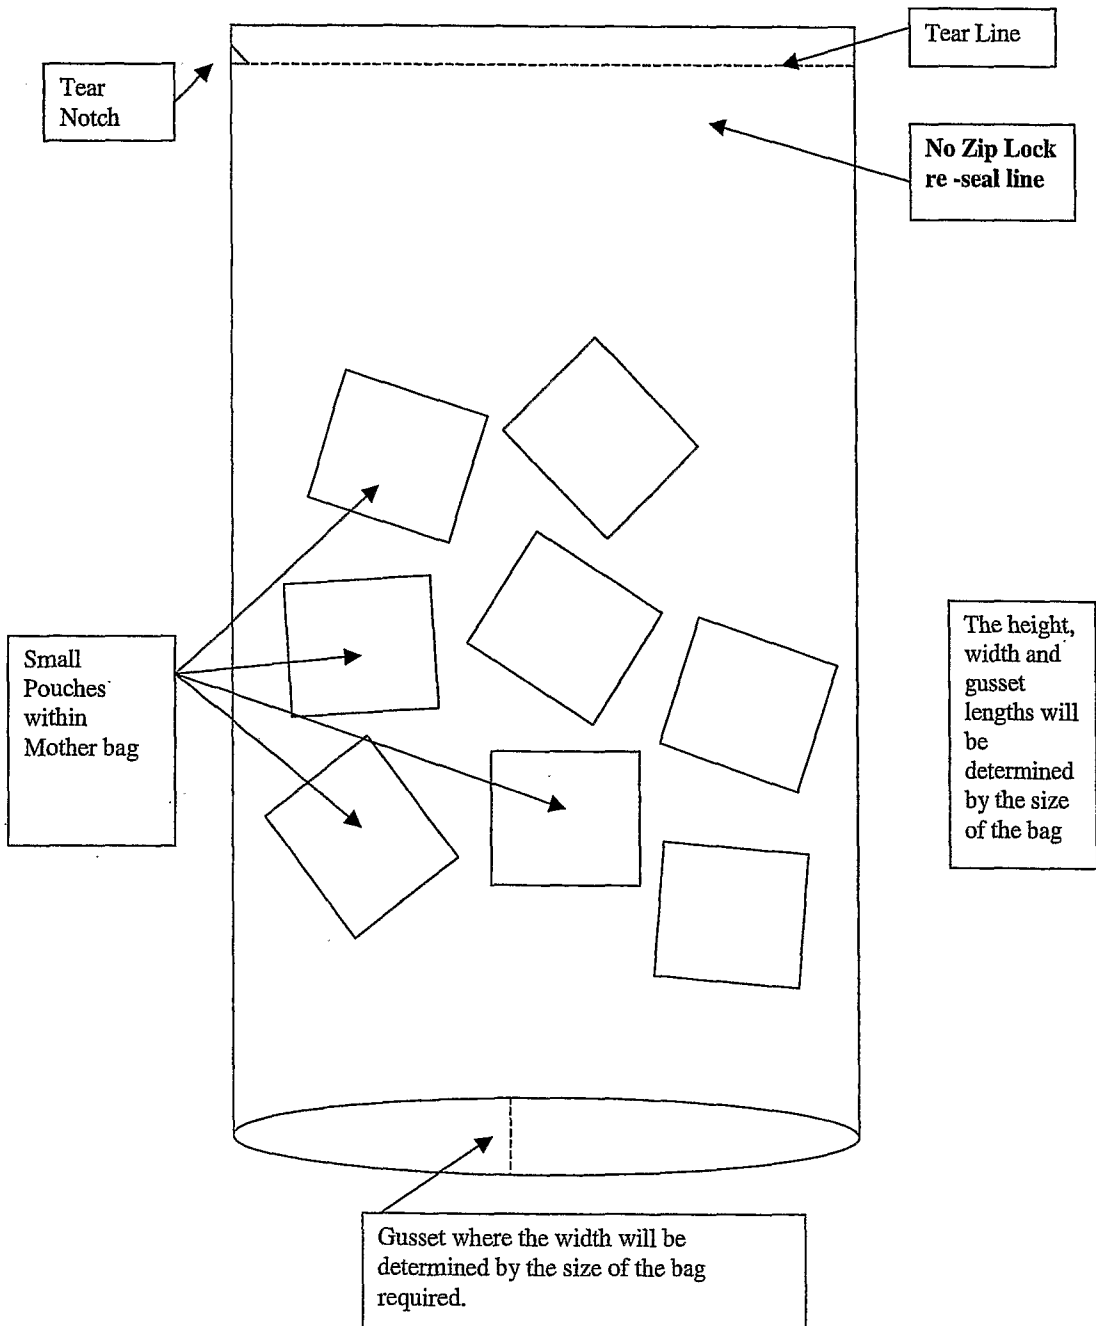 Tear Line
Tear
Notch
No Zip Lock
re -seal line
Small
Pouches
within
Mother bag
The height,
width and
gusset
lengths will
be
determined
by the size
of the bag
Gusset where the width will be
determined by the size of the bag
required.